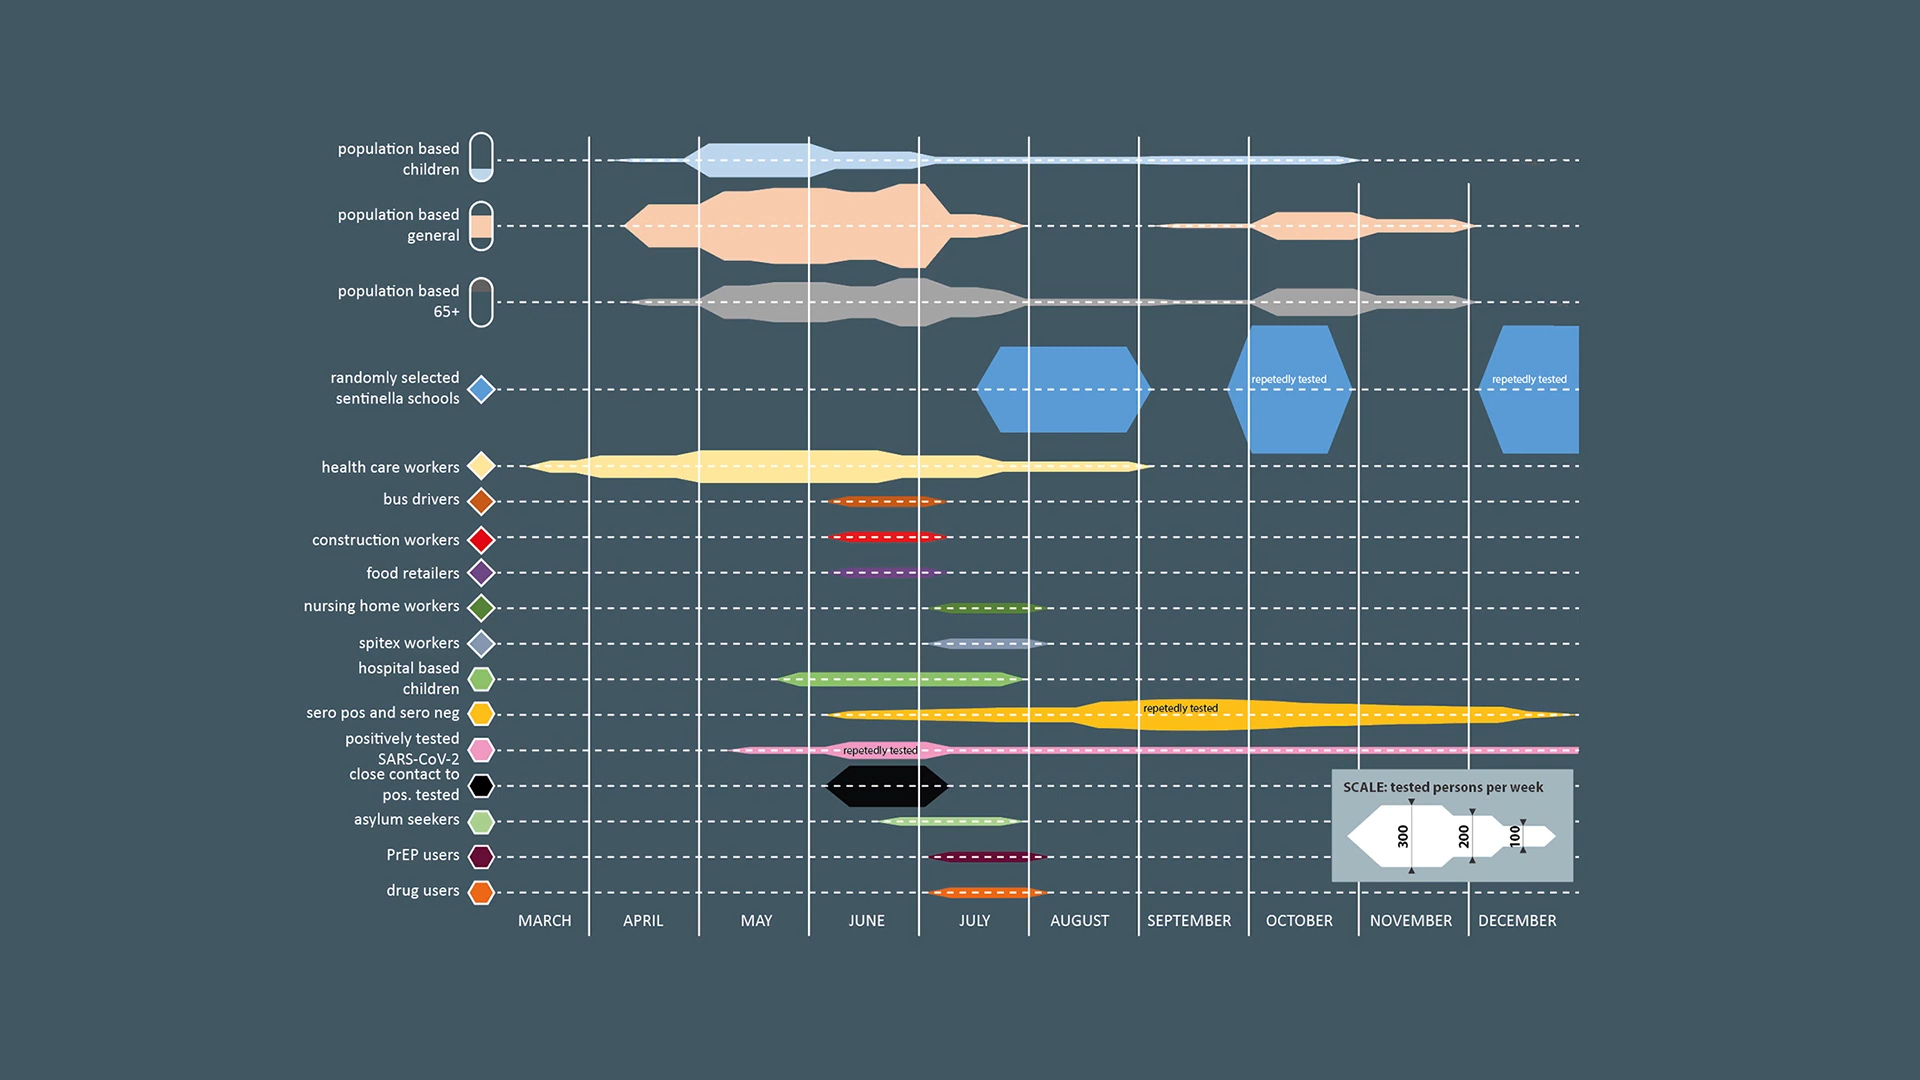 population based
children
population based
general
population based
65+
randomly selected
sentinella schools
repetedly tested
repetedly tested
health care workers
bus drivers
construction workers
food retailers
nursing home workers
spitex workers
hospital based
children
sero pos and sero neg
repetedly tested
positively tested
SARS-CoV-2
repetedly tested
close contact to
pos. tested
asylum seekers
PrEP users
drug users
SCALE: tested persons per week
300
200
100
MARCH
APRIL
MAY
JUNE
JULY
AUGUST
SEPTEMBER
OCTOBER
NOVEMBER
DECEMBER